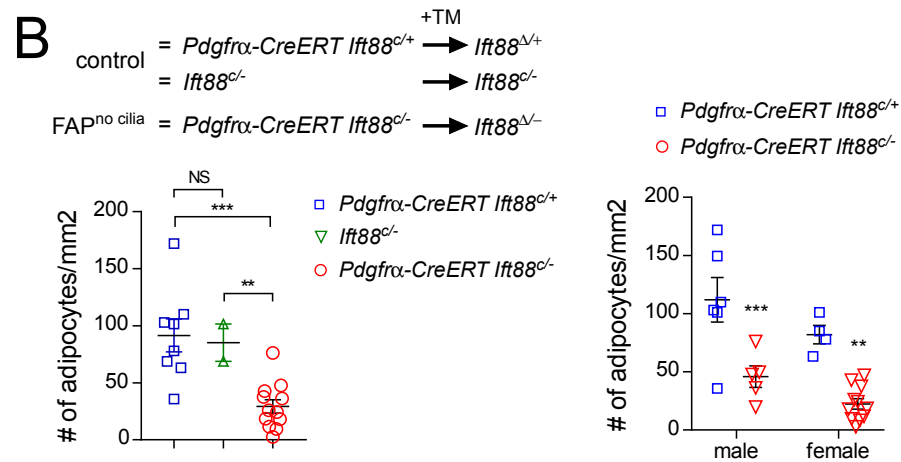 B
+TM
control = Pdgfrα-CreERT Ift88c/+ Ift88Δ/+
= Ift88c/- Ift88c/-
FAPno cilia = Pdgfrα-CreERT Ift88c/- Ift88Δ/–
NS
***
**
# of adipocytes/mm2
200
150
100
50
0
Pdgfrα-CreERT Ift88c/+
Ift88c/-
Pdgfrα-CreERT Ift88c/-
Pdgfrα-CreERT Ift88c/+
Pdgfrα-CreERT Ift88c/-
# of adipocytes/mm2
200
150
100
50
0
***
**
male female